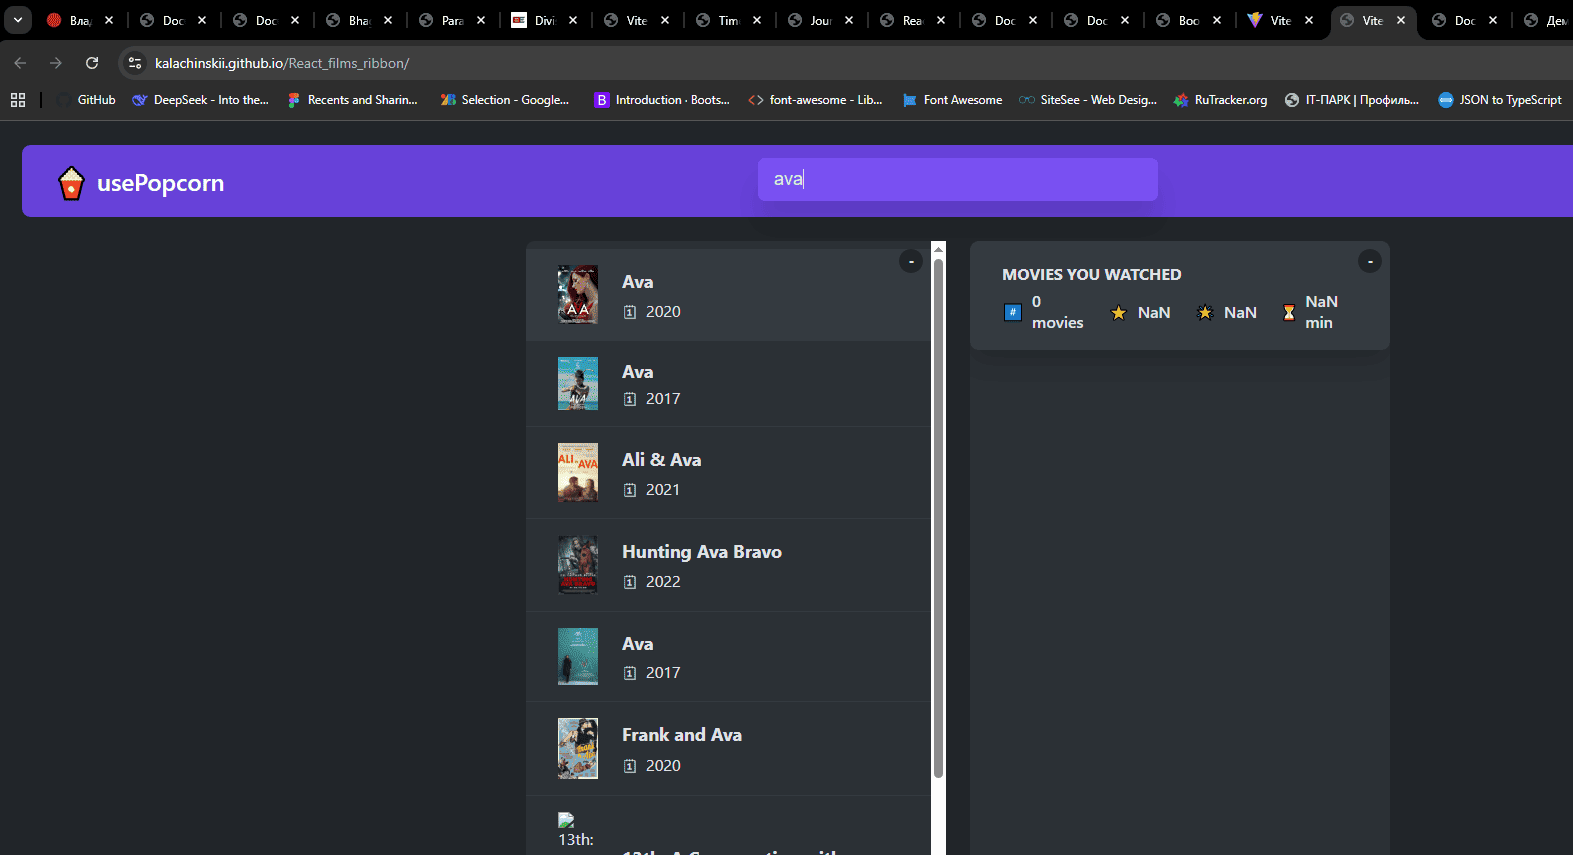 Вла
Doc
Doc
Bha
Para
Divi
Vite
Time
Jour
Rea
Doc
Doc
Boo
Vite
Vite
Doc
Дем
kalachinskii.github.io/React_films_ribbon/
GitHub
DeepSeek - Into the...
Recents and Sharin...
Selection - Google...
B Introduction · Boots...
font-awesome - Lib...
Font Awesome
SiteSee - Web Desig...
RuTracker.org
IT-ПАРК | Профиль...
JSON to TypeScript
usePopcorn
ava
-
Ava
2020
Ava
2017
Ali & Ava
2021
Hunting Ava Bravo
2022
Ava
2017
Frank and Ava
2020
13th:
-
MOVIES YOU WATCHED
# 0 movies
NaN
NaN
NaN min